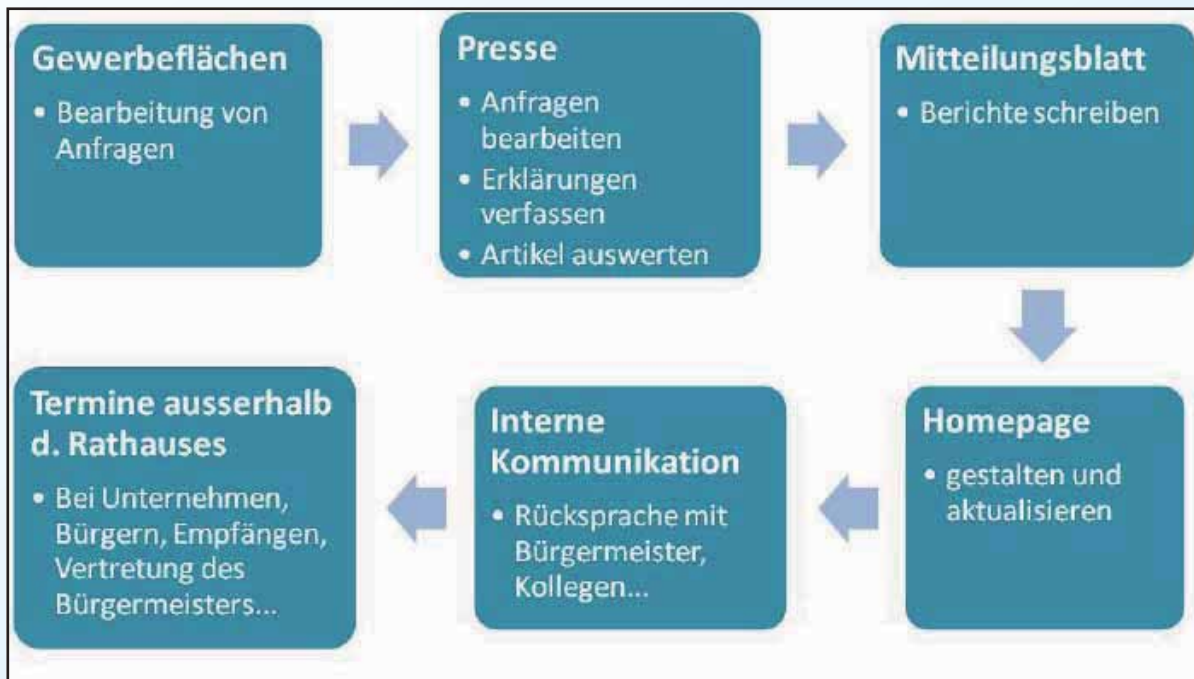 Gewerbeflächen
• Bearbeitung von
Anfragen
Presse
• Anfragen
bearbeiten
• Erklärungen
verfassen
• Artikel auswerten
Mitteilungsblatt
• Berichte schreiben
Homepage
• gestalten und
aktualisieren
Interne
Kommunikation
• Rücksprache mit
Bürgermeister,
Kollegen...
Termine ausserhalb
d. Rathauses
• Bei Unternehmen,
Bürgern, Empfängen,
Vertretung des
Bürgermeisters...